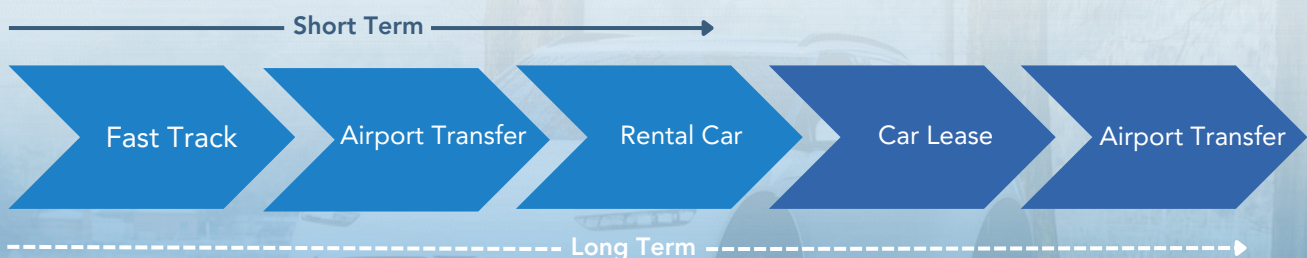 Short Term
Fast Track
Airport Transfer
Rental Car
Car Lease
Airport Transfer
Long Term